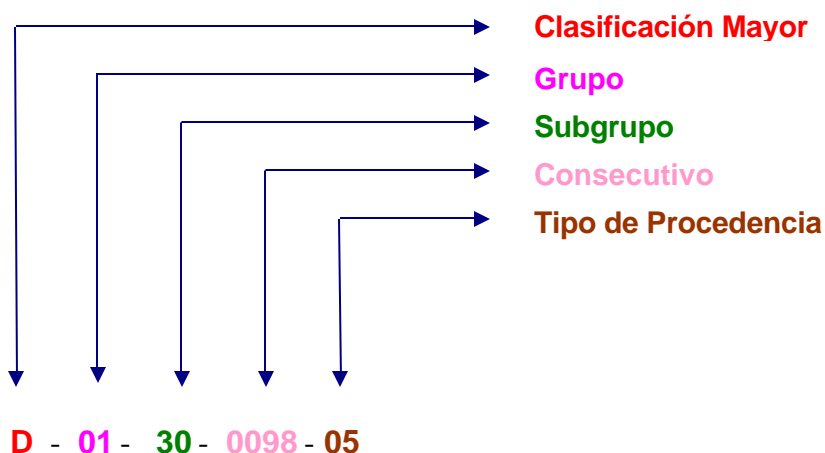 Clasificación Mayor
Grupo
Subgrupo
Consecutivo
Tipo de Procedencia
D - 01 - 30 - 0098 - 05